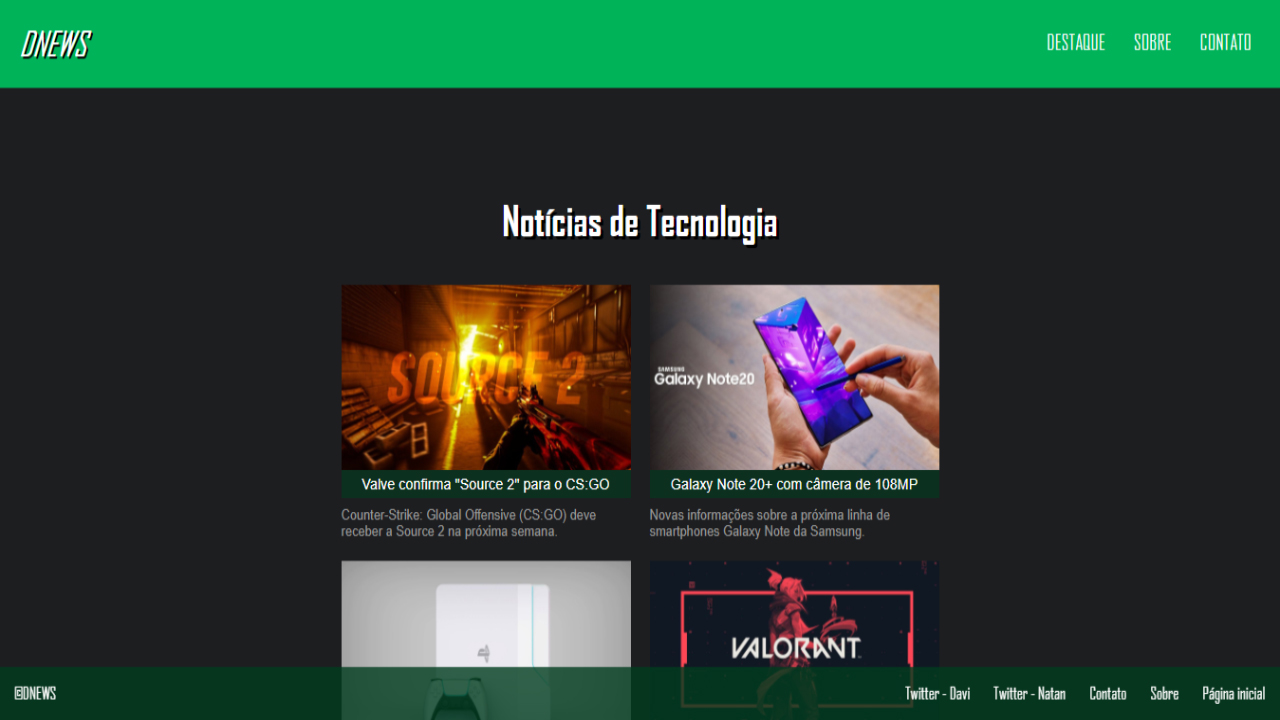 DNEWS
DESTAQUE SOBRE CONTATO
Notícias de Tecnologia
SOURCE 2
SAMSUNG
Galaxy Note20
Valve confirma "Source 2" para o CS:GO
Galaxy Note 20+ com câmera de 108MP
Counter-Strike: Global Offensive (CS:GO) deve
receber a Source 2 na próxima semana.
Novas informações sobre a próxima linha de
smartphones Galaxy Note da Samsung.
VALORANT
©DNEWS
Twitter - Davi Twitter - Natan Contato Sobre Página inicial